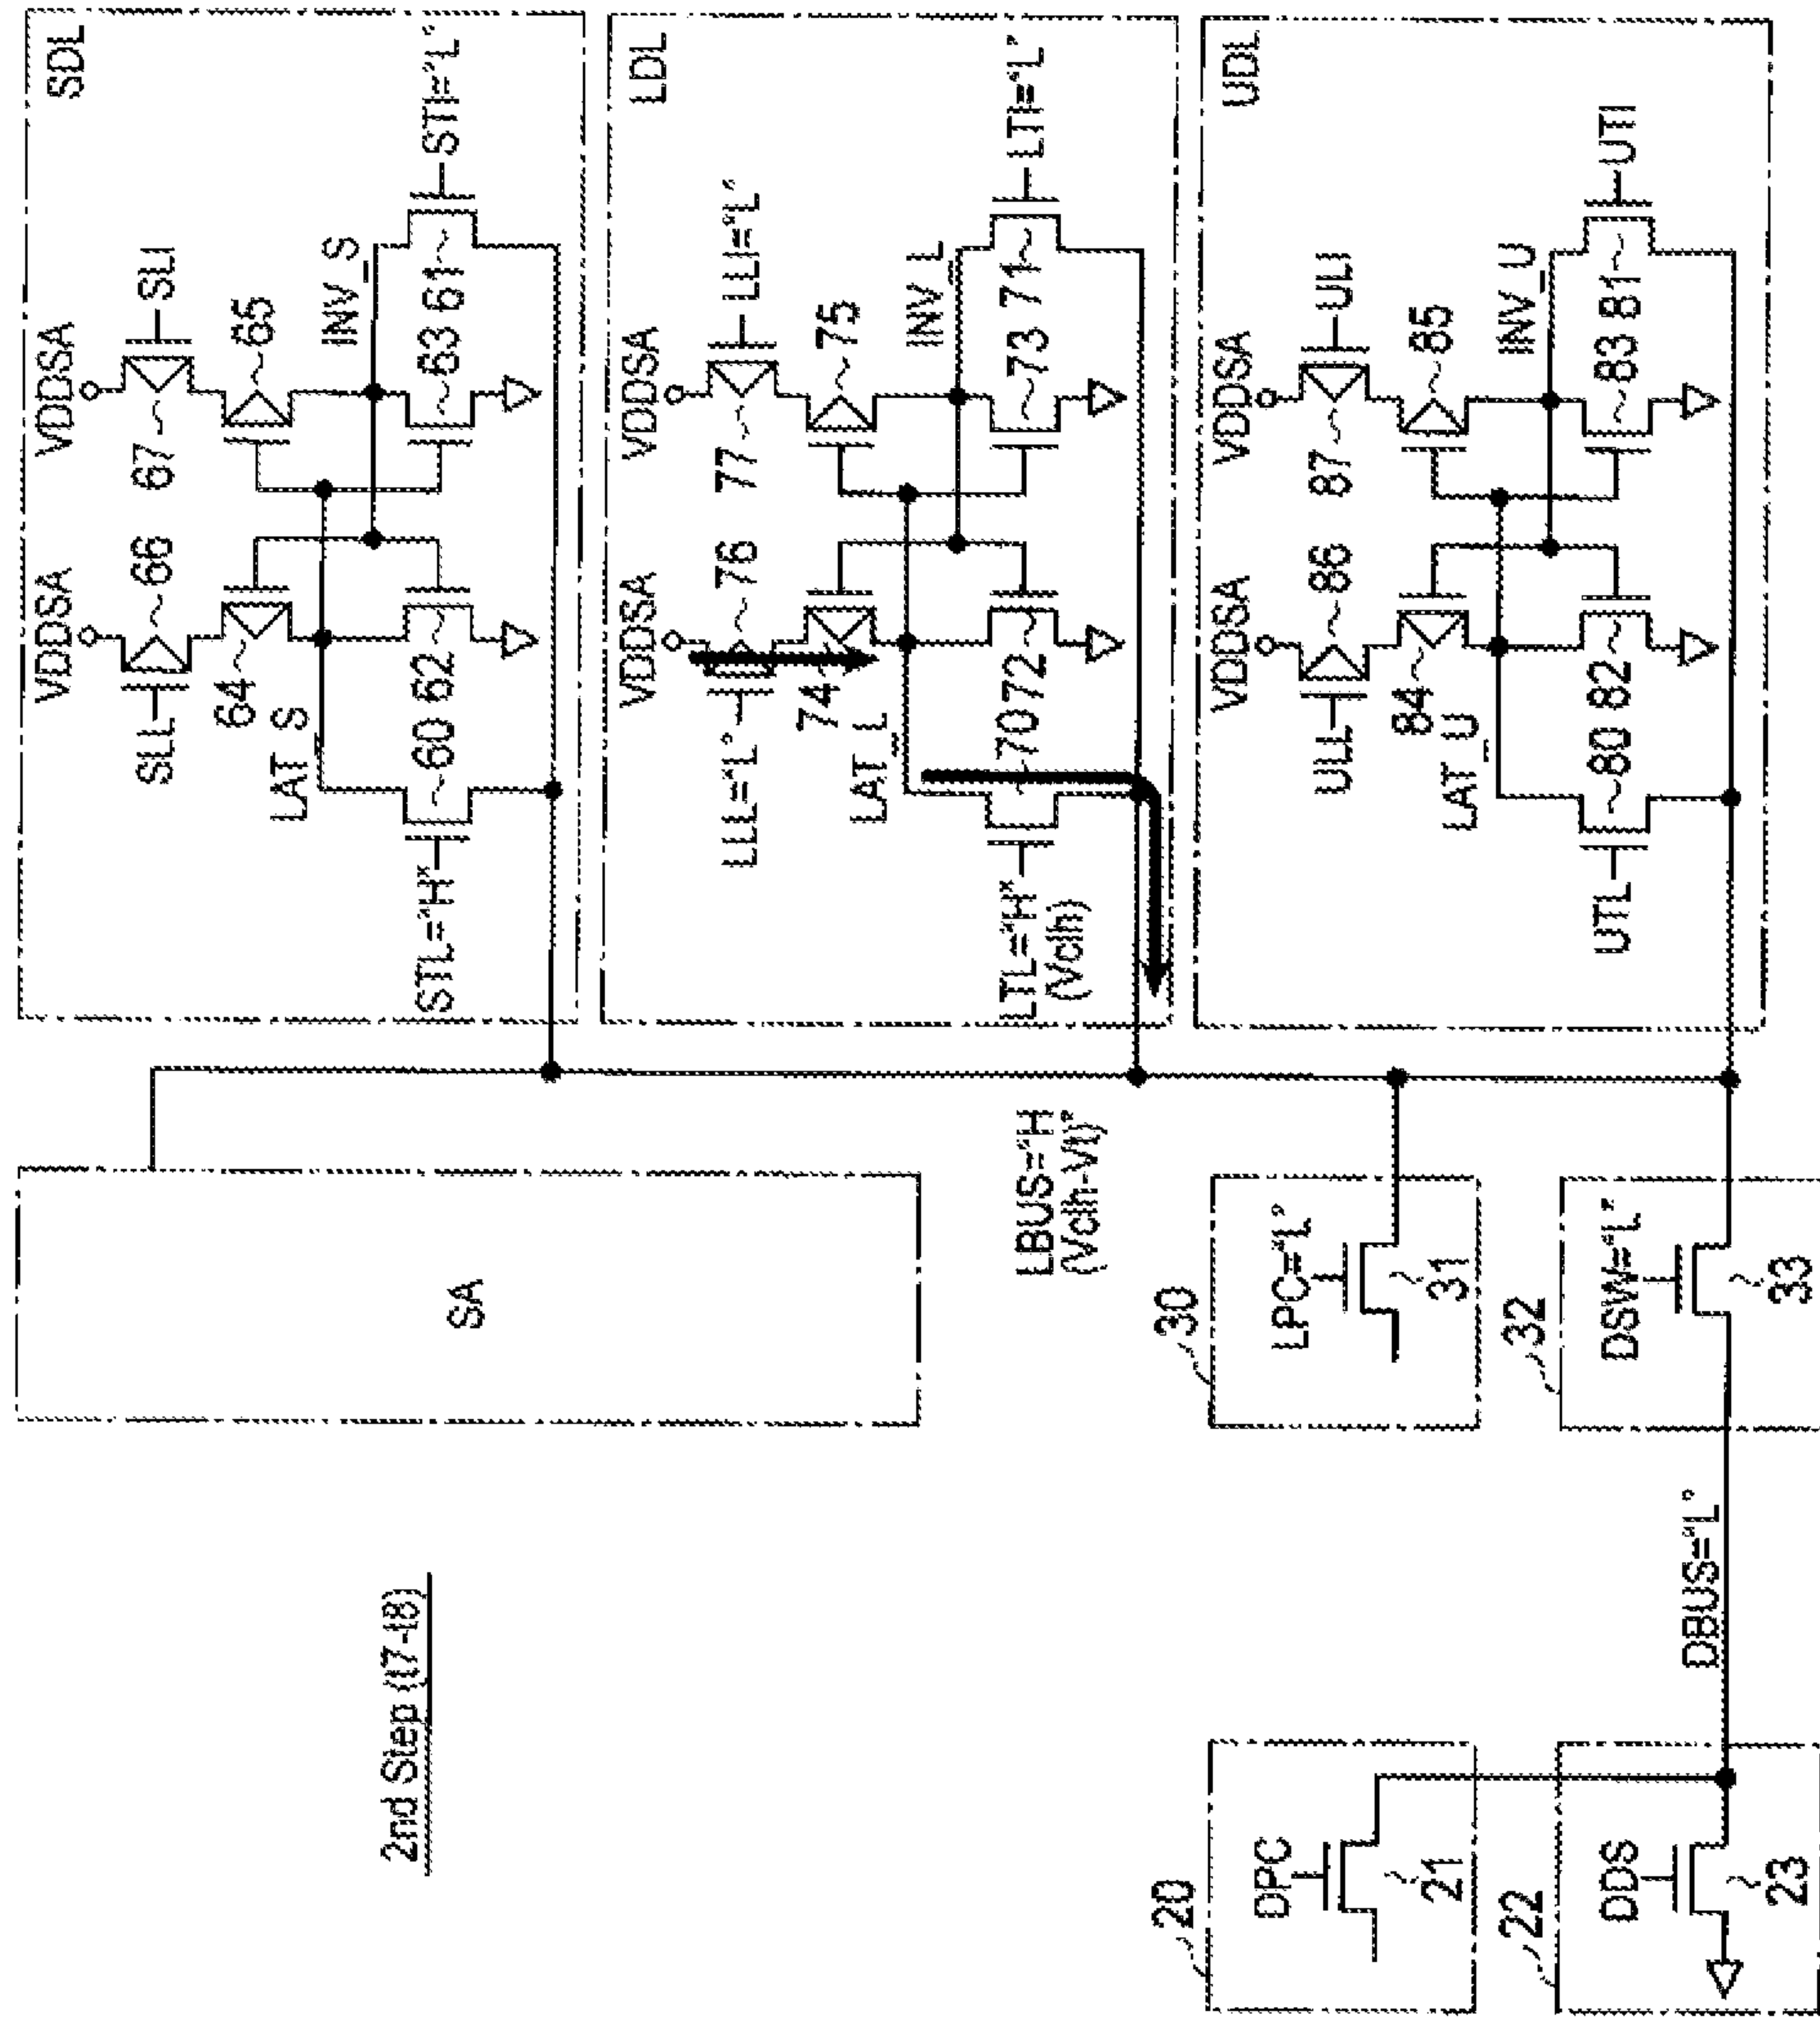 2nd Step (t7-t8)
SA
SDL
VDDSA
VDDSA
SLL
66
67
SLI
64
65
LAT_S
INV_S
STL="H"
60
62
63
61
STI="L"
LDL
VDDSA
VDDSA
LLL="L"
76
77
LLI="L"
74
75
LAT_L
INV_L
LTL="H"
(Vclh)
70
72
73
71
LTI="L"
LBUS="H
(Vclh-Vt)"
UDL
VDDSA
VDDSA
ULL
86
87
ULI
84
85
LAT_U
INV_U
UTL
80
82
83
81
UTI
20
DPC
21
30
LPC="L"
31
22
DDS
23
DBUS="L"
32
DSW="L"
33